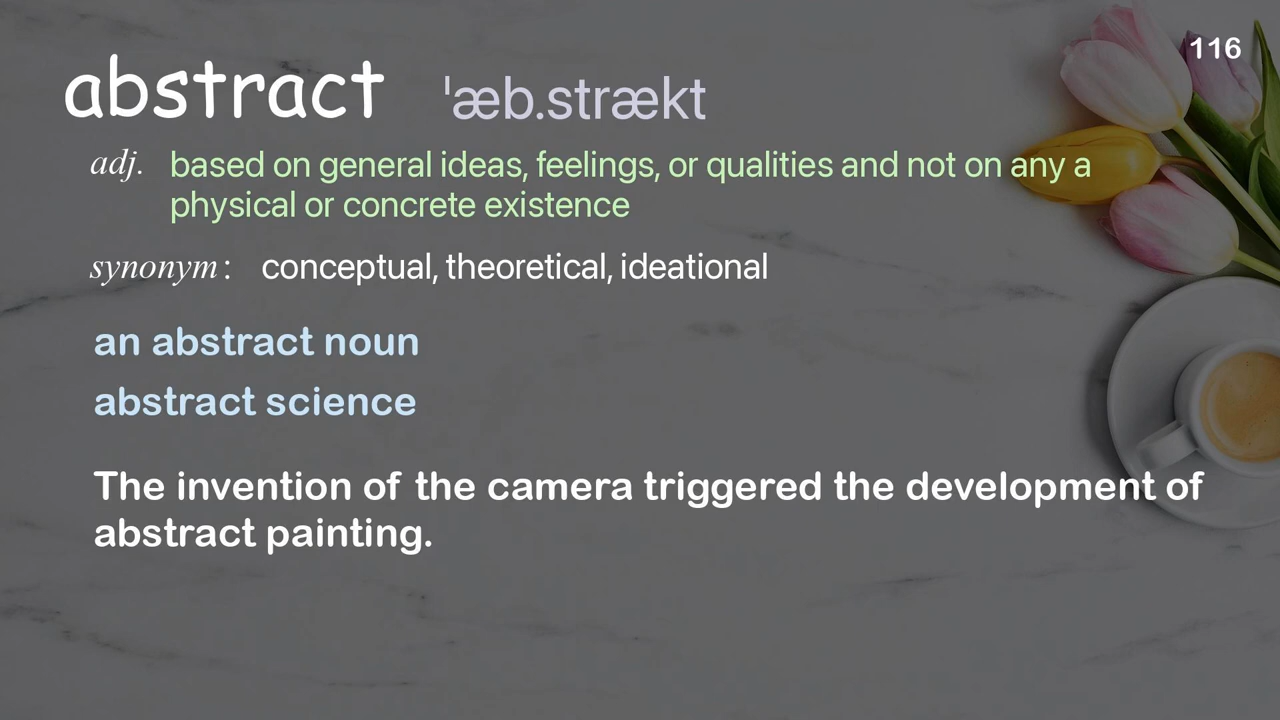 116
abstract ˈæb.strækt
adj. based on general ideas, feelings, or qualities and not on any a
physical or concrete existence
synonym: conceptual, theoretical, ideational
an abstract noun
abstract science
The invention of the camera triggered the development of
abstract painting.